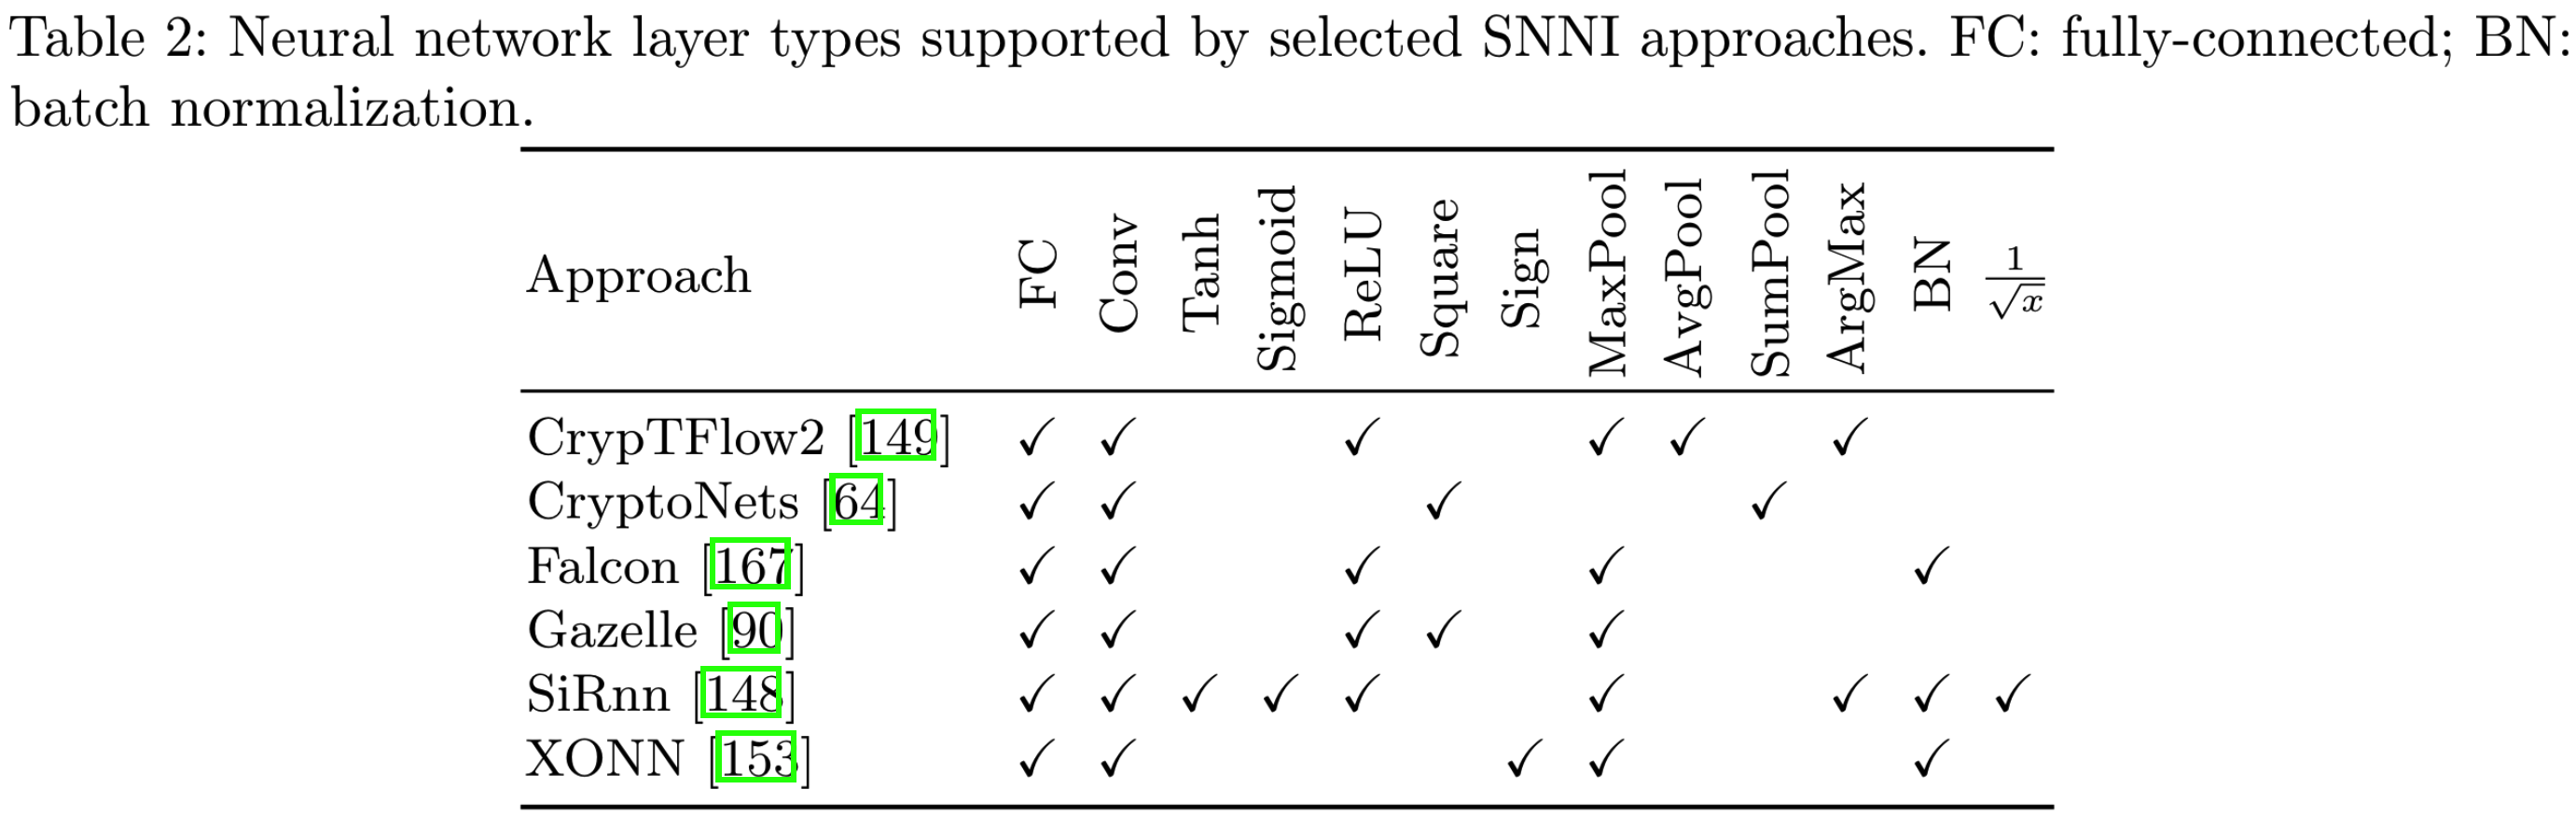 Table 2: Neural network layer types supported by selected SNNI approaches. FC: fully-connected; BN:
batch normalization.
Approach FC Conv Tanh Sigmoid ReLU Square Sign MaxPool AvgPool SumPool ArgMax BN 1/√x
CrypTFlow2 [149] ✓ ✓ ✓ ✓ ✓ ✓
CryptoNets [64] ✓ ✓ ✓ ✓
Falcon [167] ✓ ✓ ✓ ✓ ✓
Gazelle [90] ✓ ✓ ✓ ✓ ✓
SiRnn [148] ✓ ✓ ✓ ✓ ✓ ✓ ✓ ✓ ✓
XONN [153] ✓ ✓ ✓ ✓ ✓